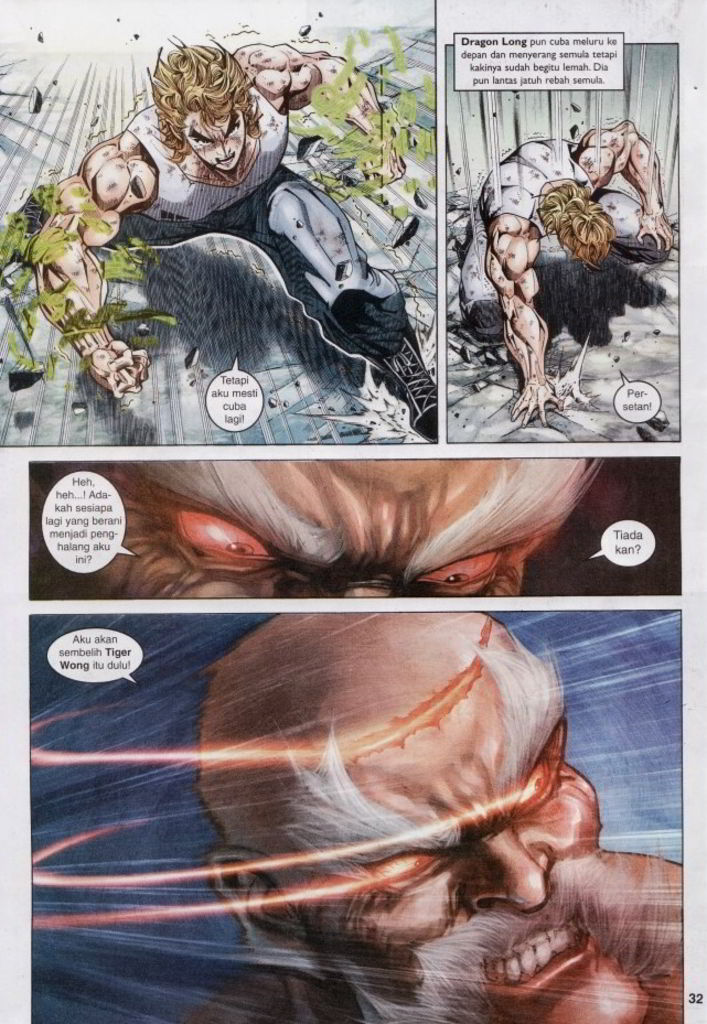 Tetapi
aku mesti
cuba
lagi!
Dragon Long pun cuba meluru ke
depan dan menyerang semula tetapi
kakinya sudah begitu lemah. Dia
pun lantas jatuh rebah semula.
Per-
setan!
Heh,
heh...! Ada-
kah sesiapa
lagi yang berani
menjadi peng-
halang aku
ini?
Tiada
kan?
Aku akan
sembelih Tiger
Wong itu dulu!
32